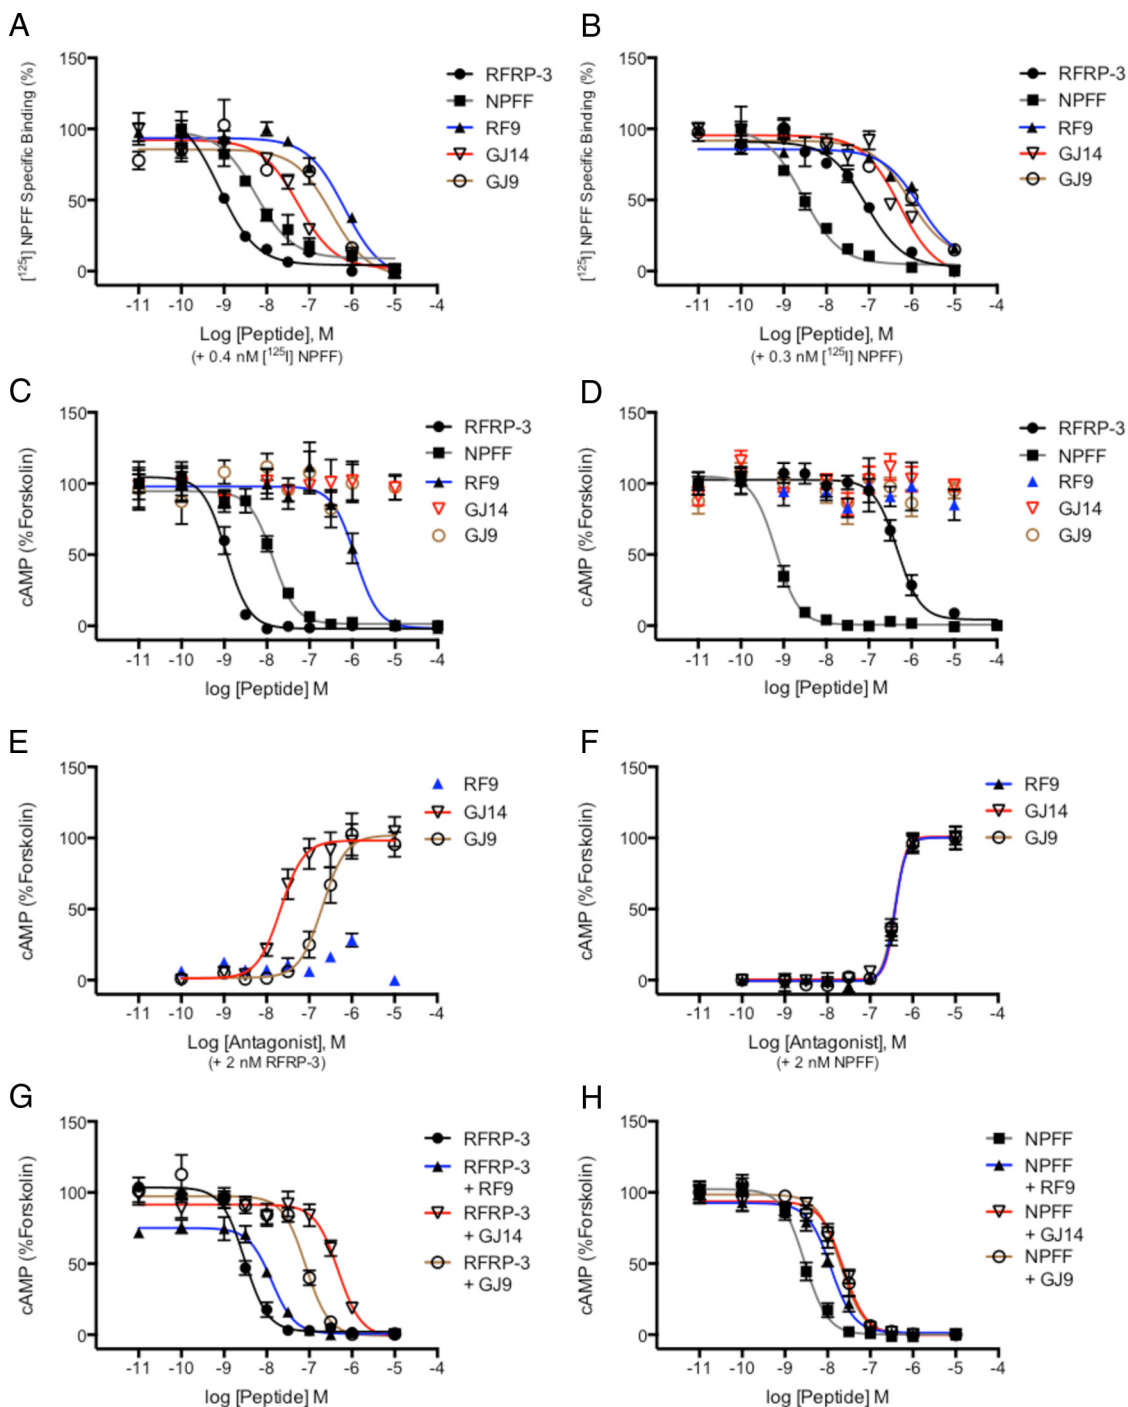 A
B
150
100
50
0
[¹²⁵I] NPFF Specific Binding (%)
-11 -10 -9 -8 -7 -6 -5 -4
Log [Peptide], M
(+ 0.4 nM [¹²⁵I] NPFF)
RFRP-3
NPFF
RF9
GJ14
GJ9
150
100
50
0
[¹²⁵I] NPFF Specific Binding (%)
-11 -10 -9 -8 -7 -6 -5 -4
Log [Peptide], M
(+ 0.3 nM [¹²⁵I] NPFF)
RFRP-3
NPFF
RF9
GJ14
GJ9
C
D
150
100
50
0
cAMP (%Forskolin)
-11 -10 -9 -8 -7 -6 -5 -4
log [Peptide] M
RFRP-3
NPFF
RF9
GJ14
GJ9
150
100
50
0
cAMP (%Forskolin)
-11 -10 -9 -8 -7 -6 -5 -4
log [Peptide] M
RFRP-3
NPFF
RF9
GJ14
GJ9
E
F
150
100
50
0
cAMP (%Forskolin)
-11 -10 -9 -8 -7 -6 -5 -4
Log [Antagonist], M
(+ 2 nM RFRP-3)
RF9
GJ14
GJ9
150
100
50
0
cAMP (%Forskolin)
-11 -10 -9 -8 -7 -6 -5 -4
Log [Antagonist], M
(+ 2 nM NPFF)
RF9
GJ14
GJ9
G
H
150
100
50
0
cAMP (%Forskolin)
-11 -10 -9 -8 -7 -6 -5 -4
log [Peptide] M
RFRP-3
RFRP-3
+ RF9
RFRP-3
+ GJ14
RFRP-3
+ GJ9
150
100
50
0
cAMP (%Forskolin)
-11 -10 -9 -8 -7 -6 -5 -4
log [Peptide] M
NPFF
NPFF
+ RF9
NPFF
+ GJ14
NPFF
+ GJ9